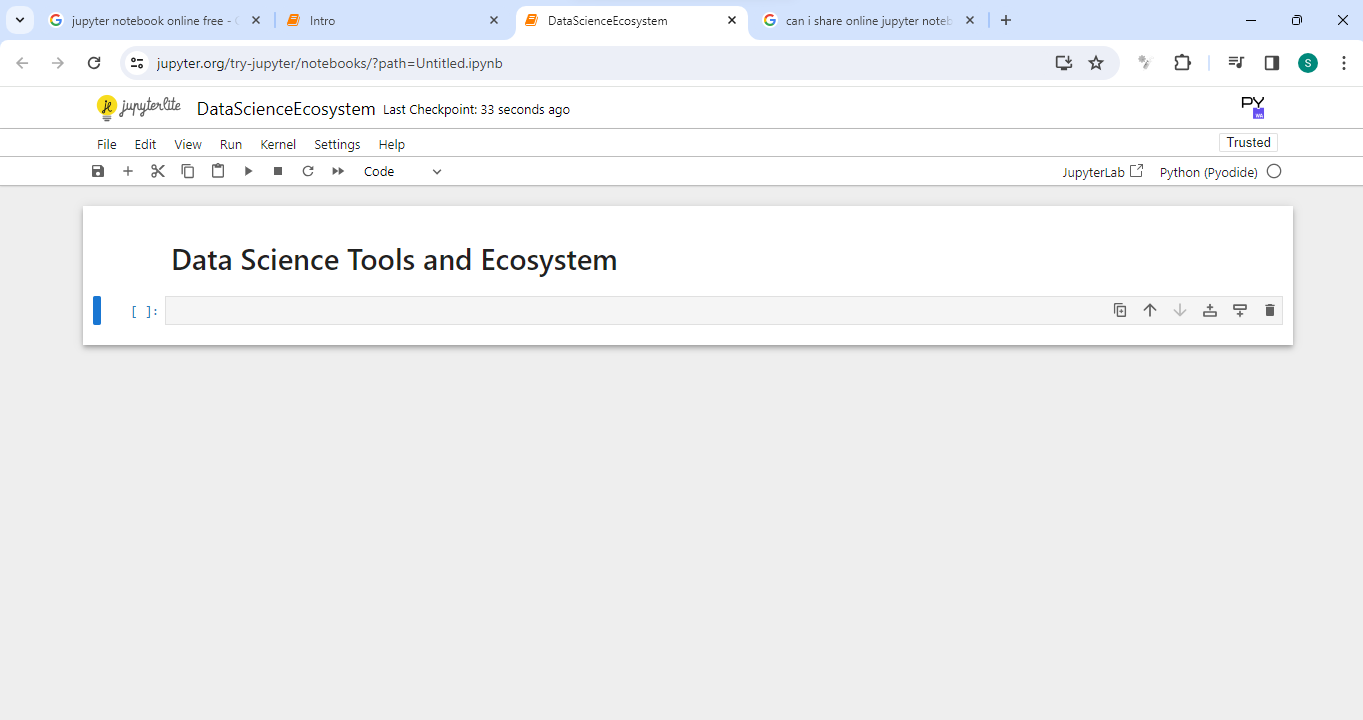 jupyter notebook online free - G
Intro
DataScienceEcosystem
can i share online jupyter noteb
jupyter.org/try-jupyter/notebooks/?path=Untitled.ipynb
S
jupyterlite DataScienceEcosystem Last Checkpoint: 33 seconds ago
PY
WA
File Edit View Run Kernel Settings Help
Trusted
Code
JupyterLab Python (Pyodide)
Data Science Tools and Ecosystem
[ ]: